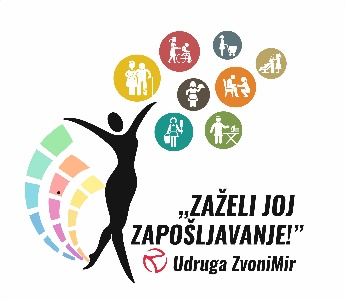 „ZAŽELI JOJ
ZAPOŠLJAVANJE!”
Udruga ZvoniMir